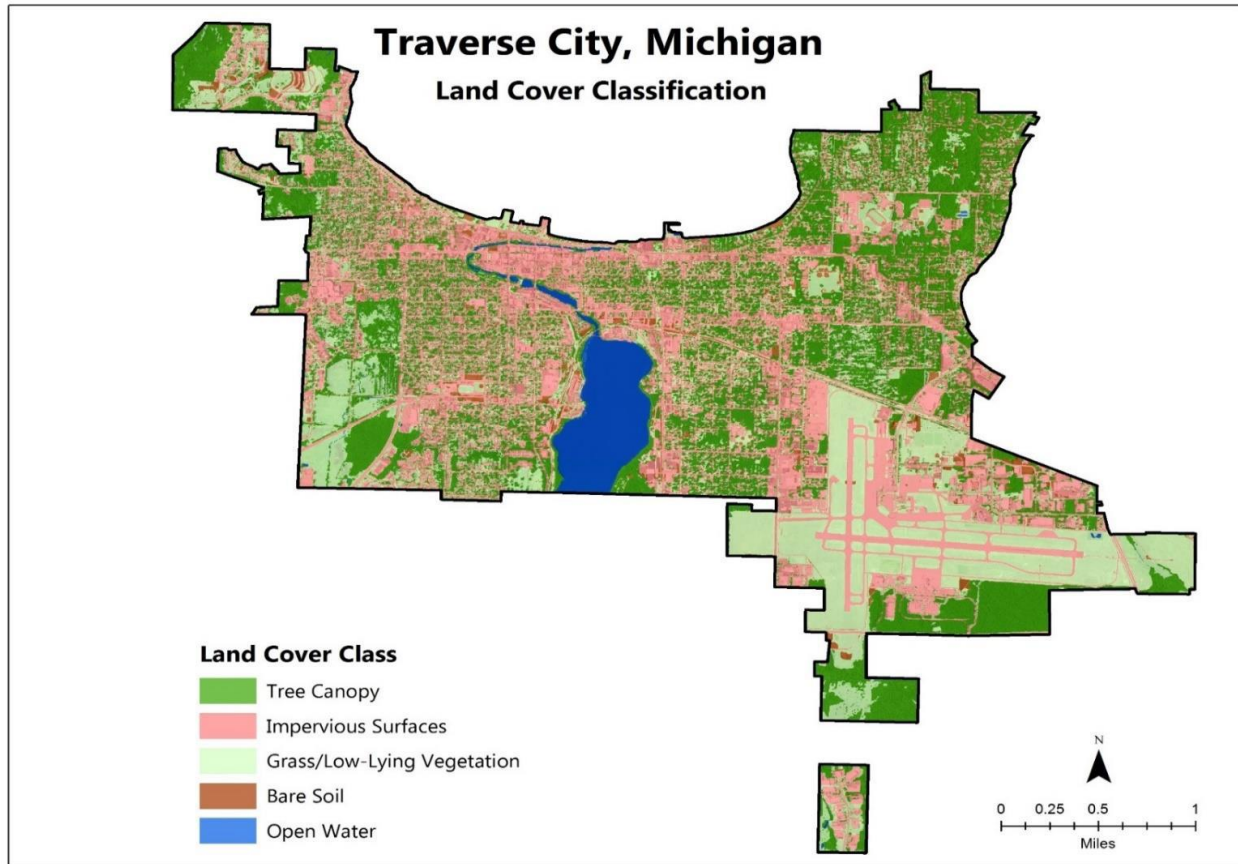 Traverse City, Michigan
Land Cover Classification
Land Cover Class
Tree Canopy
Impervious Surfaces
Grass/Low-Lying Vegetation
Bare Soil
Open Water
N
0 0.25 0.5 1
Miles